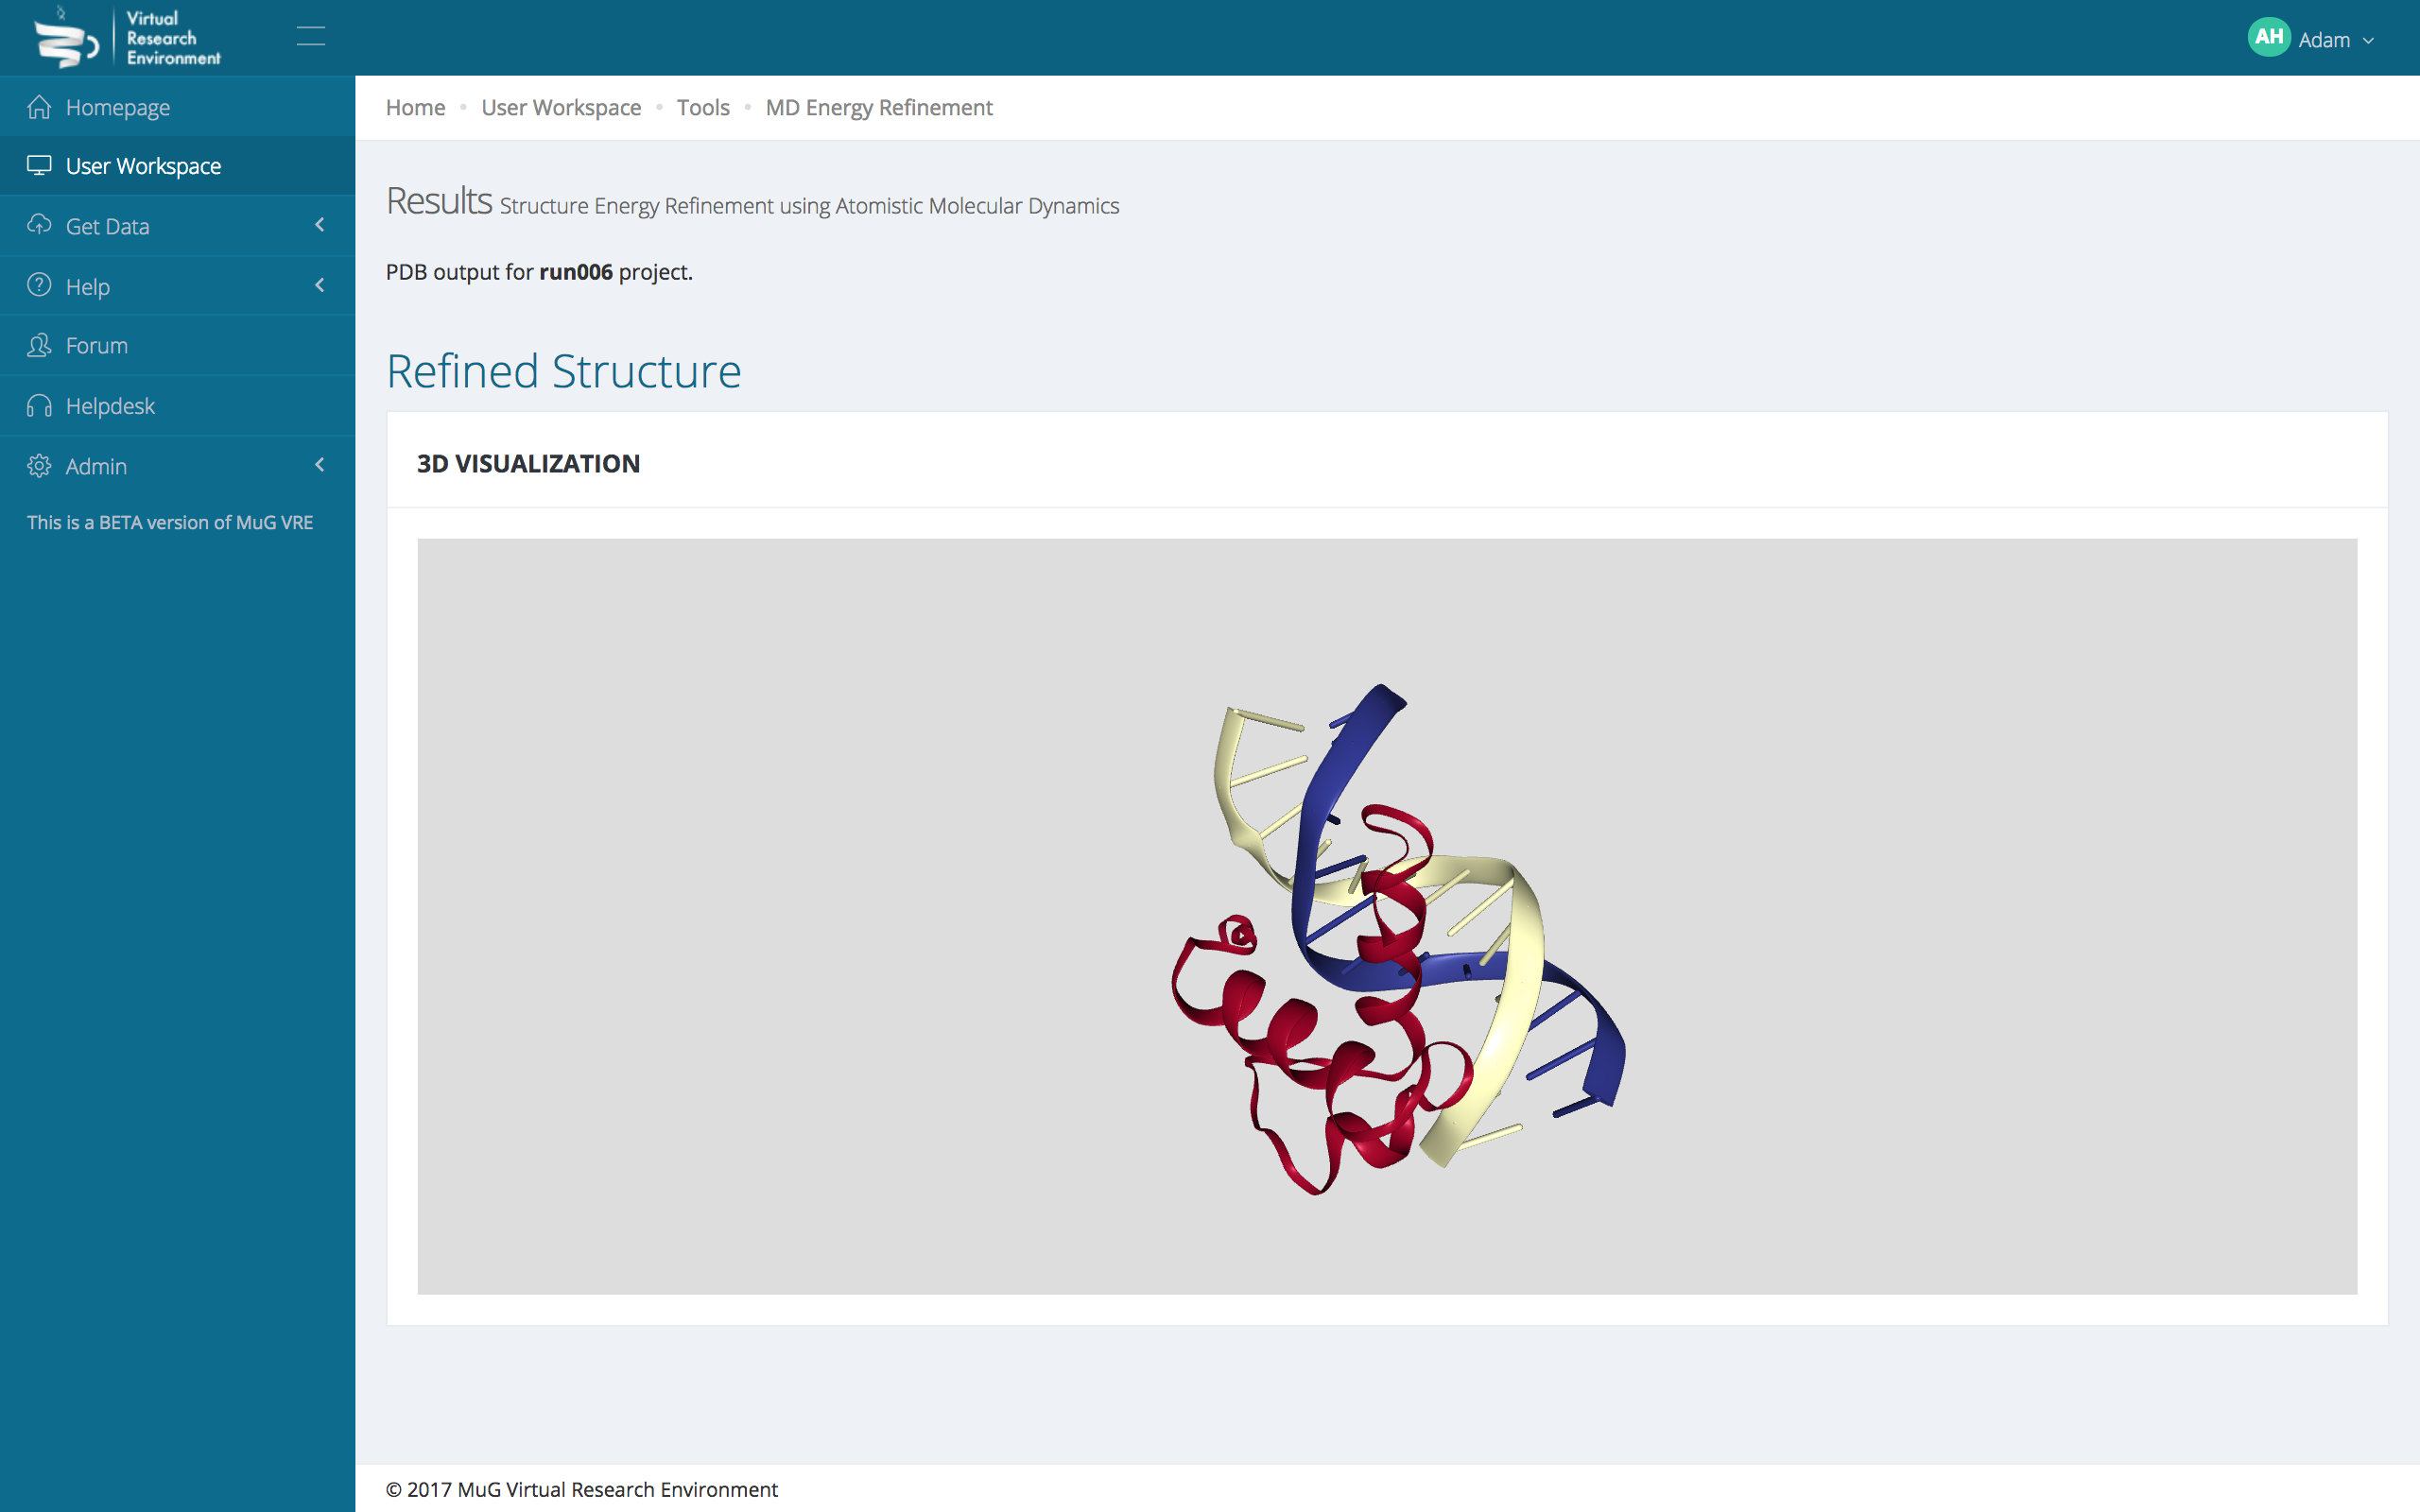 Virtual
Research
Environment
AH Adam
Homepage
User Workspace
Get Data
Help
Forum
Helpdesk
Admin
This is a BETA version of MuG VRE
Home • User Workspace • Tools • MD Energy Refinement
Results Structure Energy Refinement using Atomistic Molecular Dynamics
PDB output for run006 project.
Refined Structure
3D VISUALIZATION
© 2017 MuG Virtual Research Environment